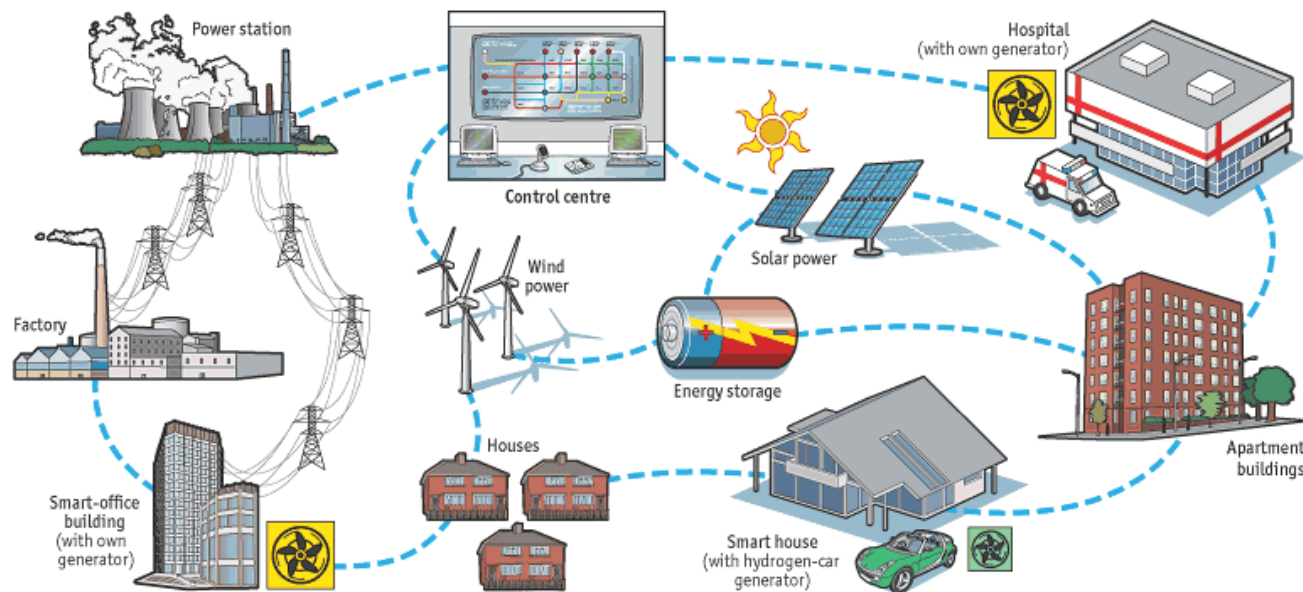 Power station
Hospital
(with own
generator)
Control centre
Solar power
Wind
power
Factory
Energy storage
Houses
Apartment
buildings
Smart-office
building
(with own
generator)
Smart house
(with hydrogen-car
generator)
+
-